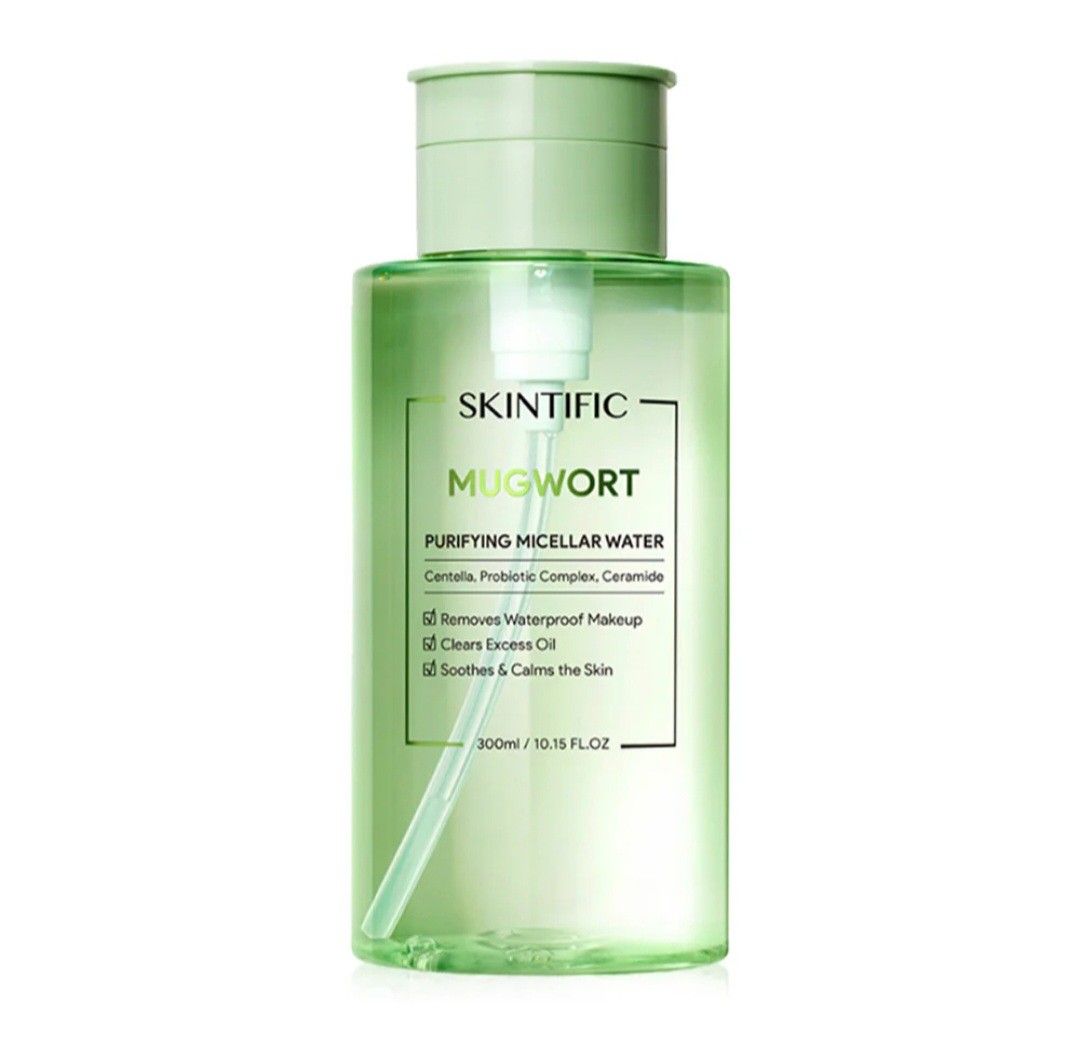 SKINTIFIC
MUGWORT
PURIFYING MICELLAR WATER
Centella, Probiotic Complex, Ceramide
☑ Removes Waterproof Makeup
☑ Clears Excess Oil
☑ Soothes & Calms the Skin
300ml / 10.15 FL.OZ